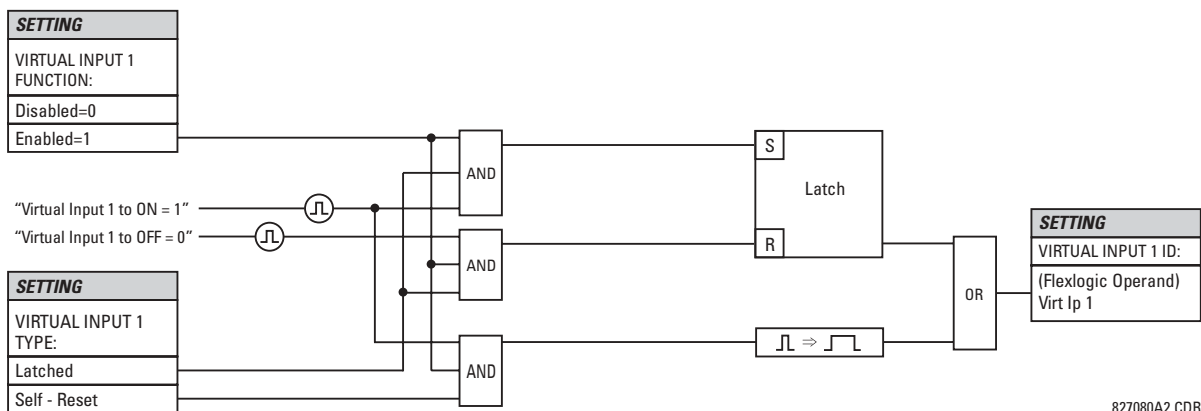 SETTING
VIRTUAL INPUT 1
FUNCTION:
Disabled=0
Enabled=1
“Virtual Input 1 to ON = 1”
“Virtual Input 1 to OFF = 0”
SETTING
VIRTUAL INPUT 1
TYPE:
Latched
Self - Reset
AND
AND
AND
S
Latch
R
OR
SETTING
VIRTUAL INPUT 1 ID:
(Flexlogic Operand)
Virt Ip 1
827080A2.CDR